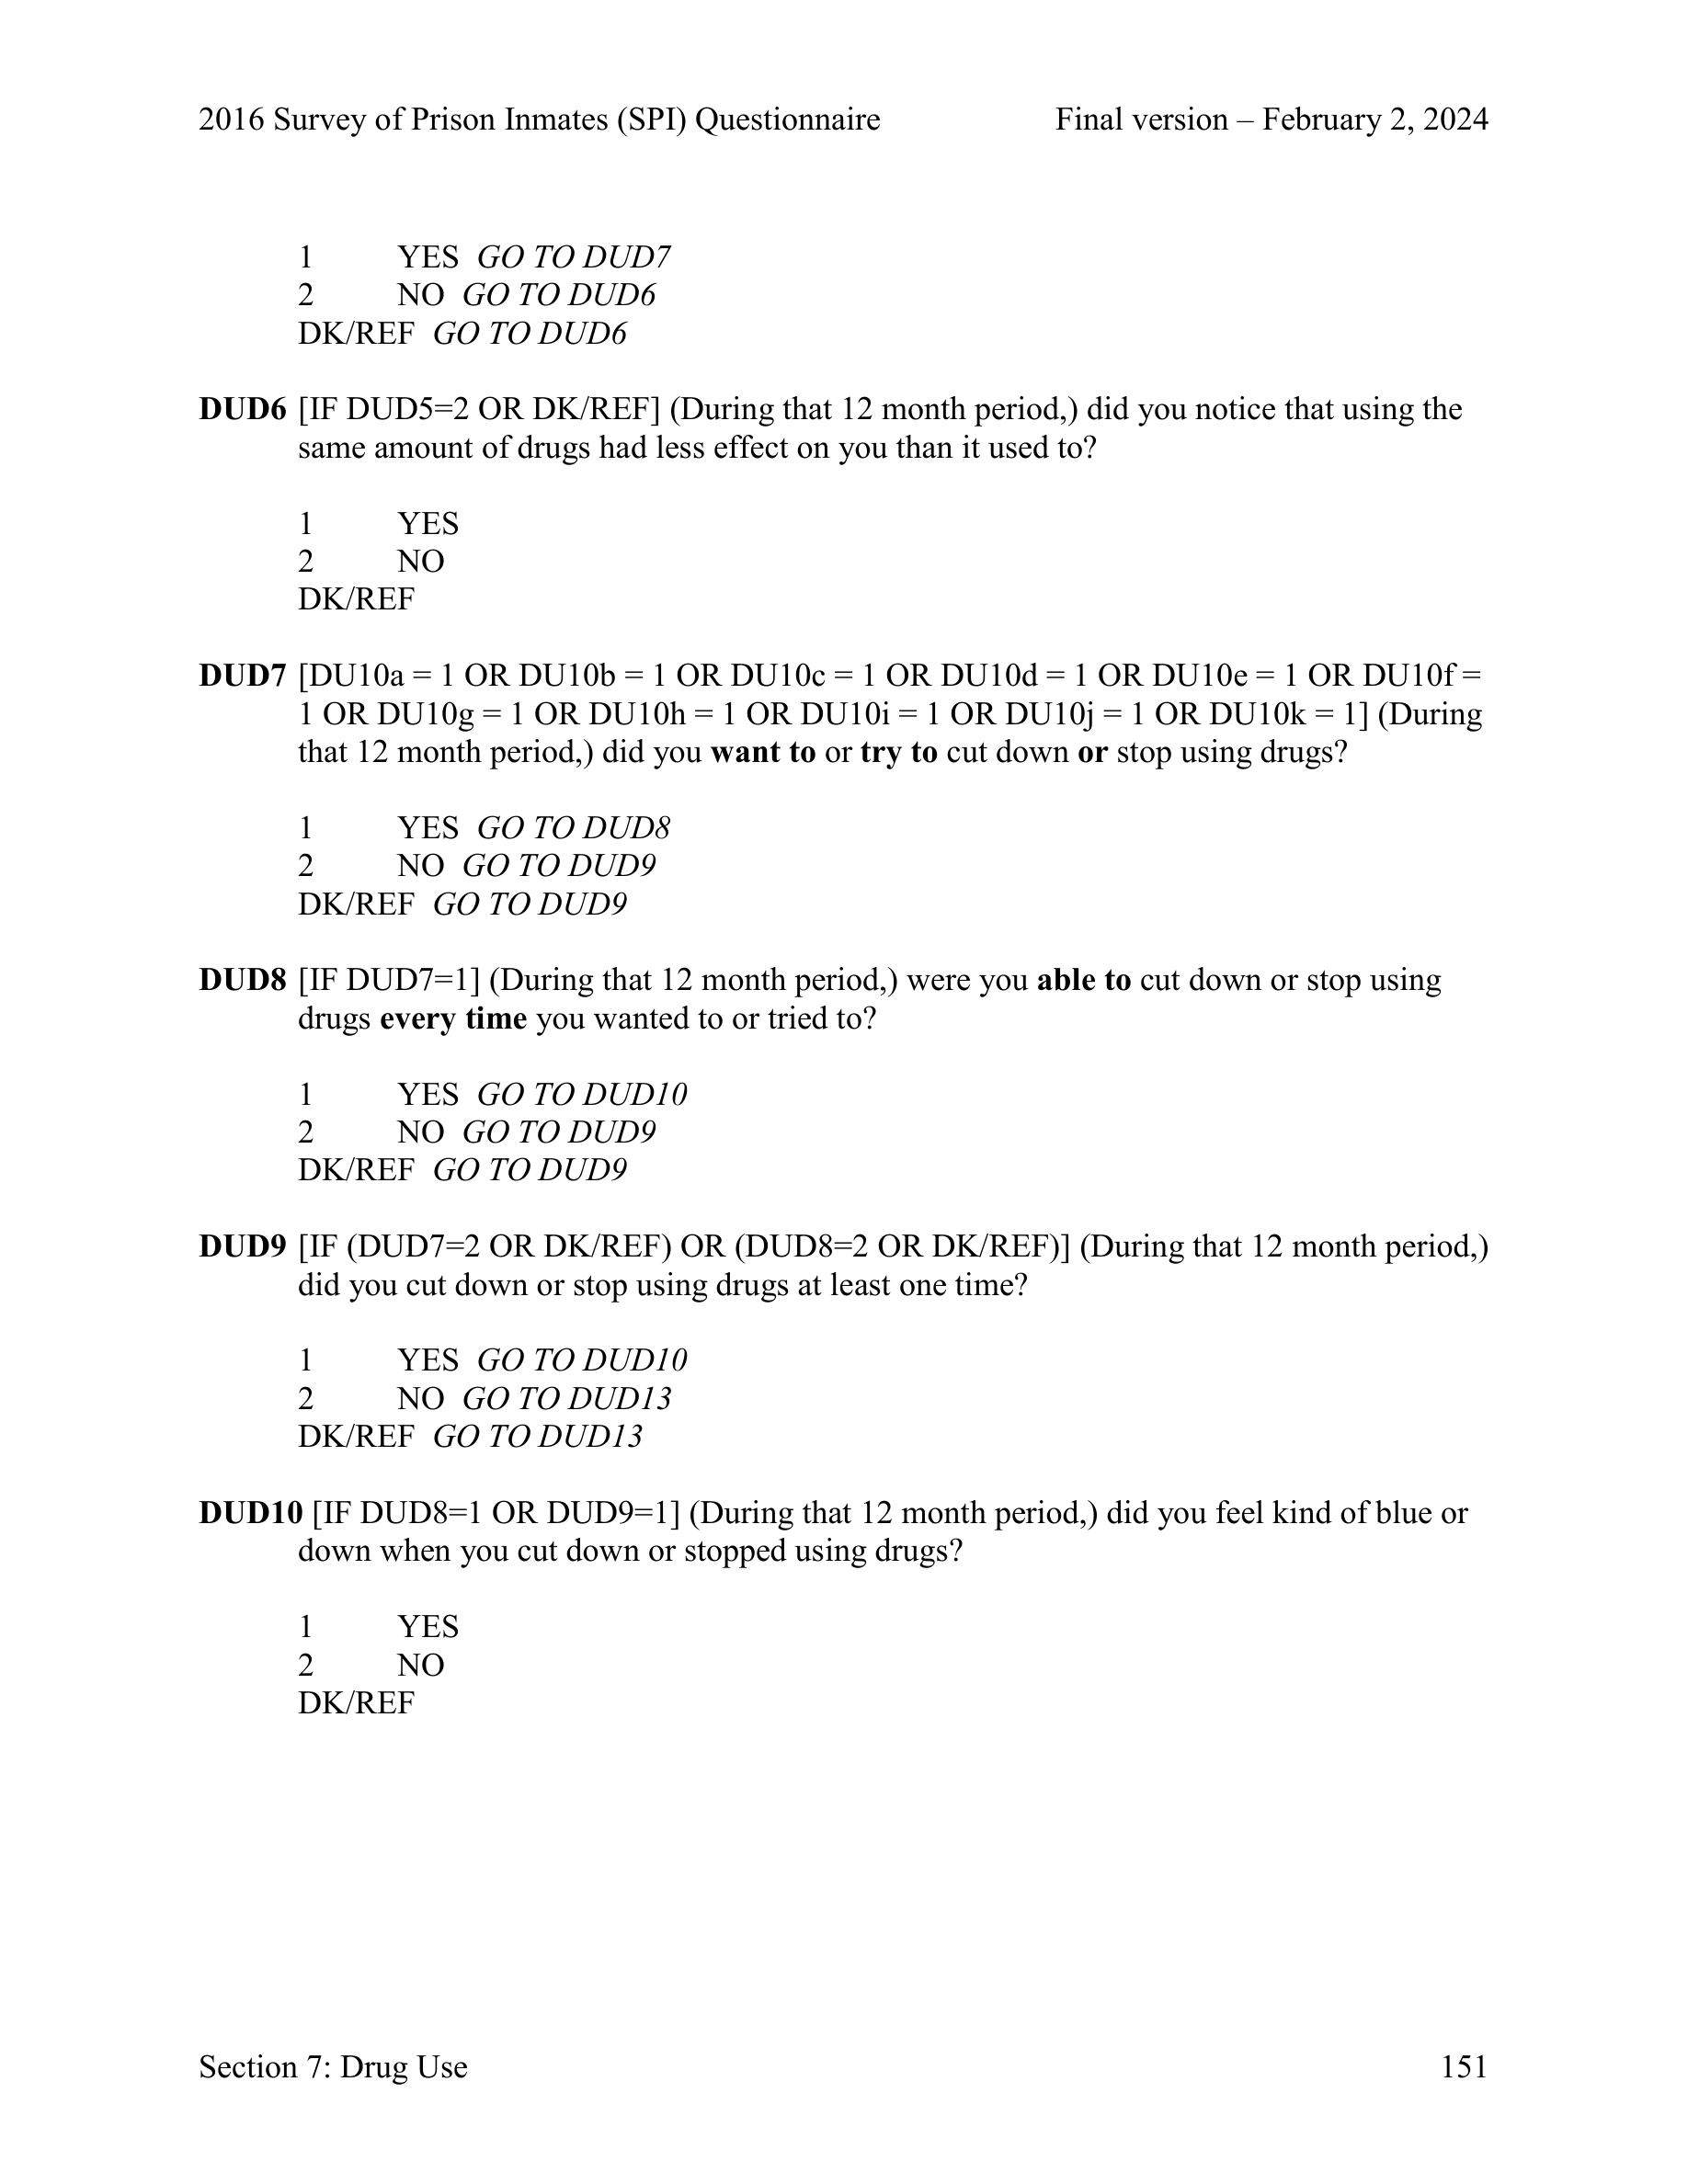 2016 Survey of Prison Inmates (SPI) Questionnaire Final version – February 2, 2024
1 YES GO TO DUD7
2 NO GO TO DUD6
DK/REF GO TO DUD6
DUD6 [IF DUD5=2 OR DK/REF] (During that 12 month period,) did you notice that using the
same amount of drugs had less effect on you than it used to?
1 YES
2 NO
DK/REF
DUD7 [DU10a = 1 OR DU10b = 1 OR DU10c = 1 OR DU10d = 1 OR DU10e = 1 OR DU10f =
1 OR DU10g = 1 OR DU10h = 1 OR DU10i = 1 OR DU10j = 1 OR DU10k = 1] (During
that 12 month period,) did you want to or try to cut down or stop using drugs?
1 YES GO TO DUD8
2 NO GO TO DUD9
DK/REF GO TO DUD9
DUD8 [IF DUD7=1] (During that 12 month period,) were you able to cut down or stop using
drugs every time you wanted to or tried to?
1 YES GO TO DUD10
2 NO GO TO DUD9
DK/REF GO TO DUD9
DUD9 [IF (DUD7=2 OR DK/REF) OR (DUD8=2 OR DK/REF)] (During that 12 month period,)
did you cut down or stop using drugs at least one time?
1 YES GO TO DUD10
2 NO GO TO DUD13
DK/REF GO TO DUD13
DUD10 [IF DUD8=1 OR DUD9=1] (During that 12 month period,) did you feel kind of blue or
down when you cut down or stopped using drugs?
1 YES
2 NO
DK/REF
Section 7: Drug Use 151